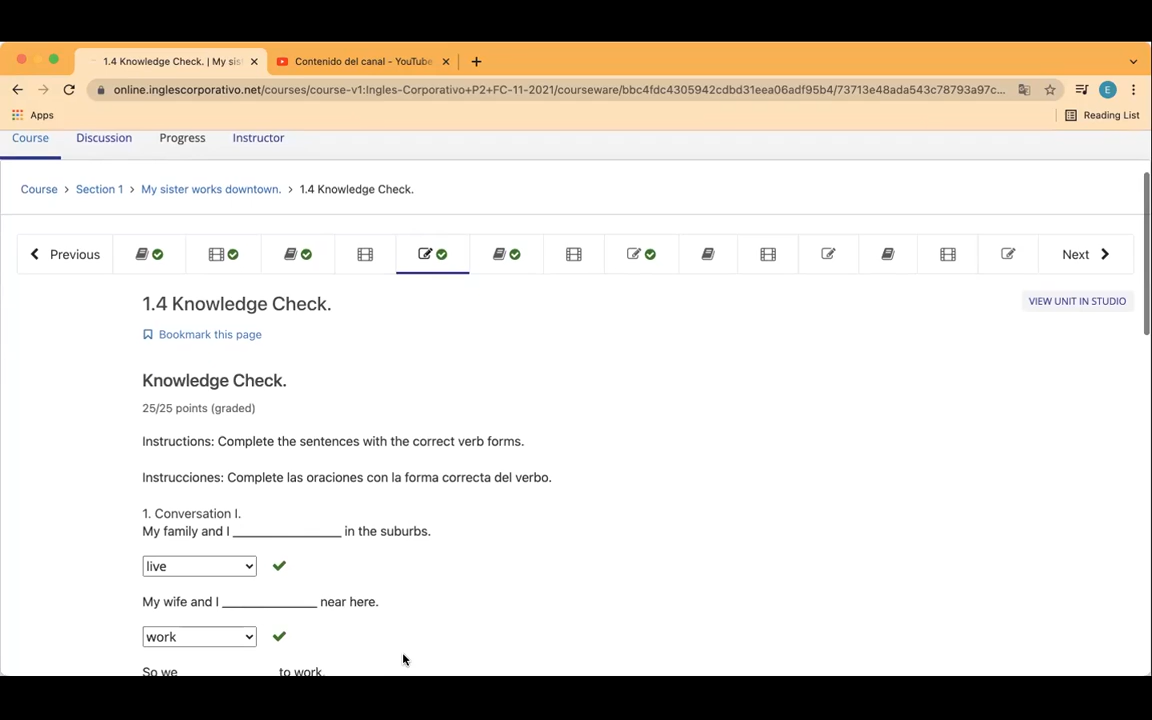 1.4 Knowledge Check. | My sis
Contenido del canal - YouTube
online.inglescorporativo.net/courses/course-v1:Ingles-Corporativo+P2+FC-11-2021/courseware/bbc4fdc4305942cdbd31eea06adf95b4/73713e48ada543c78793a97c...
E
Apps
Reading List
Course Discussion Progress Instructor
Course > Section 1 > My sister works downtown. > 1.4 Knowledge Check.
Previous
Next
1.4 Knowledge Check.
VIEW UNIT IN STUDIO
Bookmark this page
Knowledge Check.
25/25 points (graded)
Instructions: Complete the sentences with the correct verb forms.
Instrucciones: Complete las oraciones con la forma correcta del verbo.
1. Conversation I.
My family and I ________________ in the suburbs.
live
My wife and I ______________ near here.
work
So we ______________ to work.